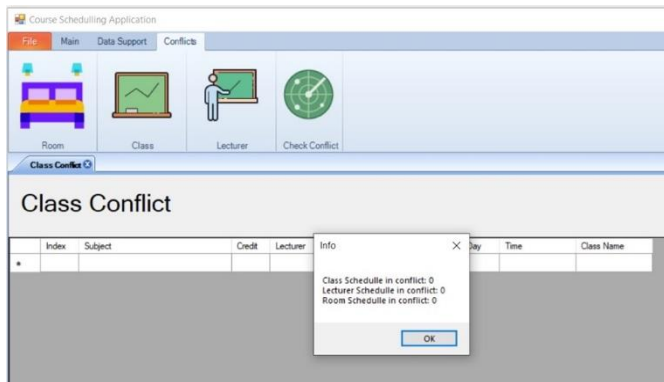 Course Schedulling Application
File Main Data Support Conflicts
Room Class Lecturer Check Conflict
Class Conflict
Class Conflict
Index Subject Credit Lecturer Day Time Class Name
Info
Class Schedulle in conflict: 0
Lecturer Schedulle in conflict: 0
Room Schedulle in conflict: 0
OK